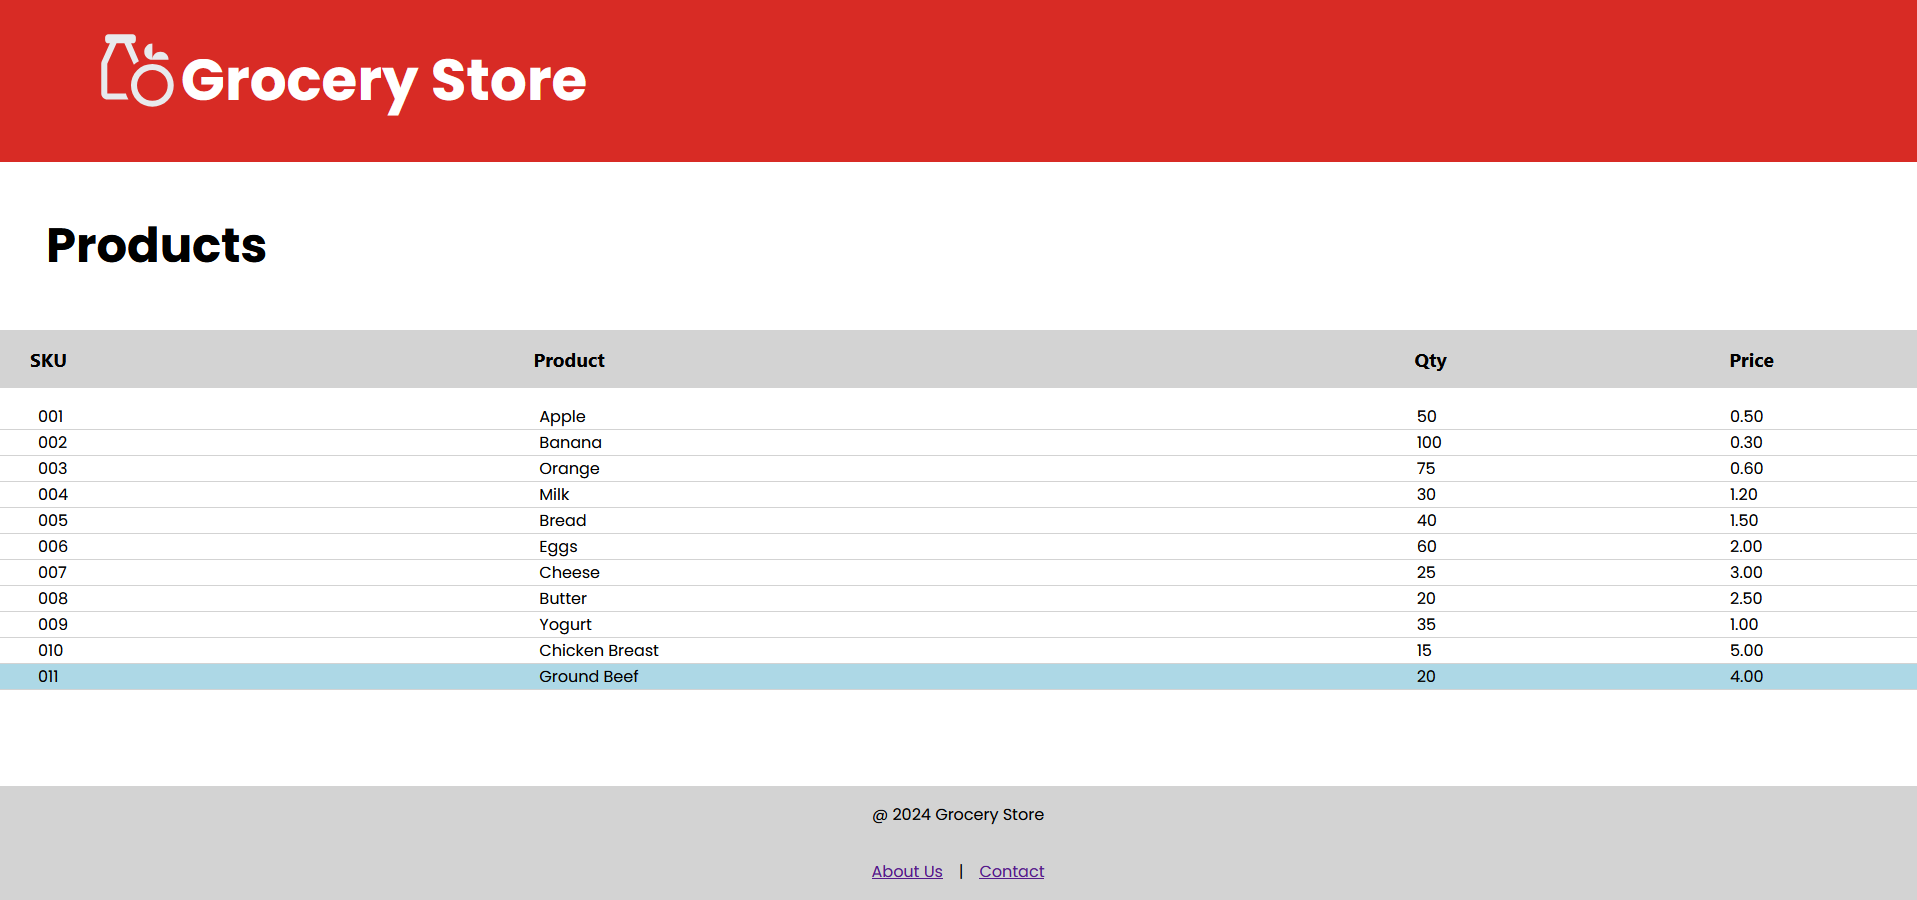 Grocery Store
Products
SKU Product Qty Price
001 Apple 50 0.50
002 Banana 100 0.30
003 Orange 75 0.60
004 Milk 30 1.20
005 Bread 40 1.50
006 Eggs 60 2.00
007 Cheese 25 3.00
008 Butter 20 2.50
009 Yogurt 35 1.00
010 Chicken Breast 15 5.00
011 Ground Beef 20 4.00
@ 2024 Grocery Store
About Us | Contact